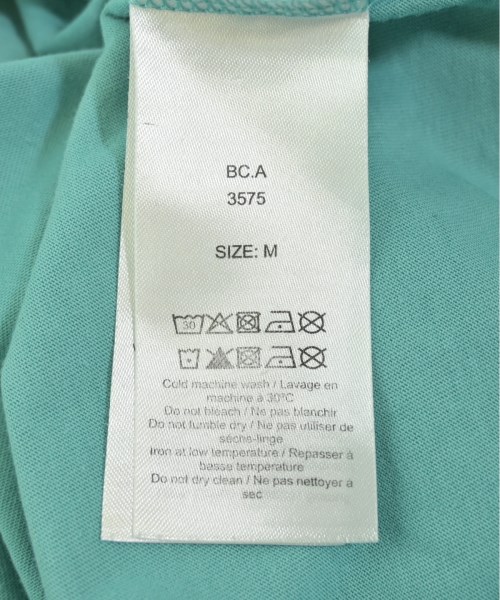 BC.A
3575
SIZE: M
30
Cold machine wash / Lavage en
machine à 30°C
Do not bleach / Ne pas blanchir
Do not tumble dry / Ne pas utiliser de
sèche-linge
Iron at low temperature / Repasser à
basse température
Do not dry clean / Ne pas nettoyer à
sec